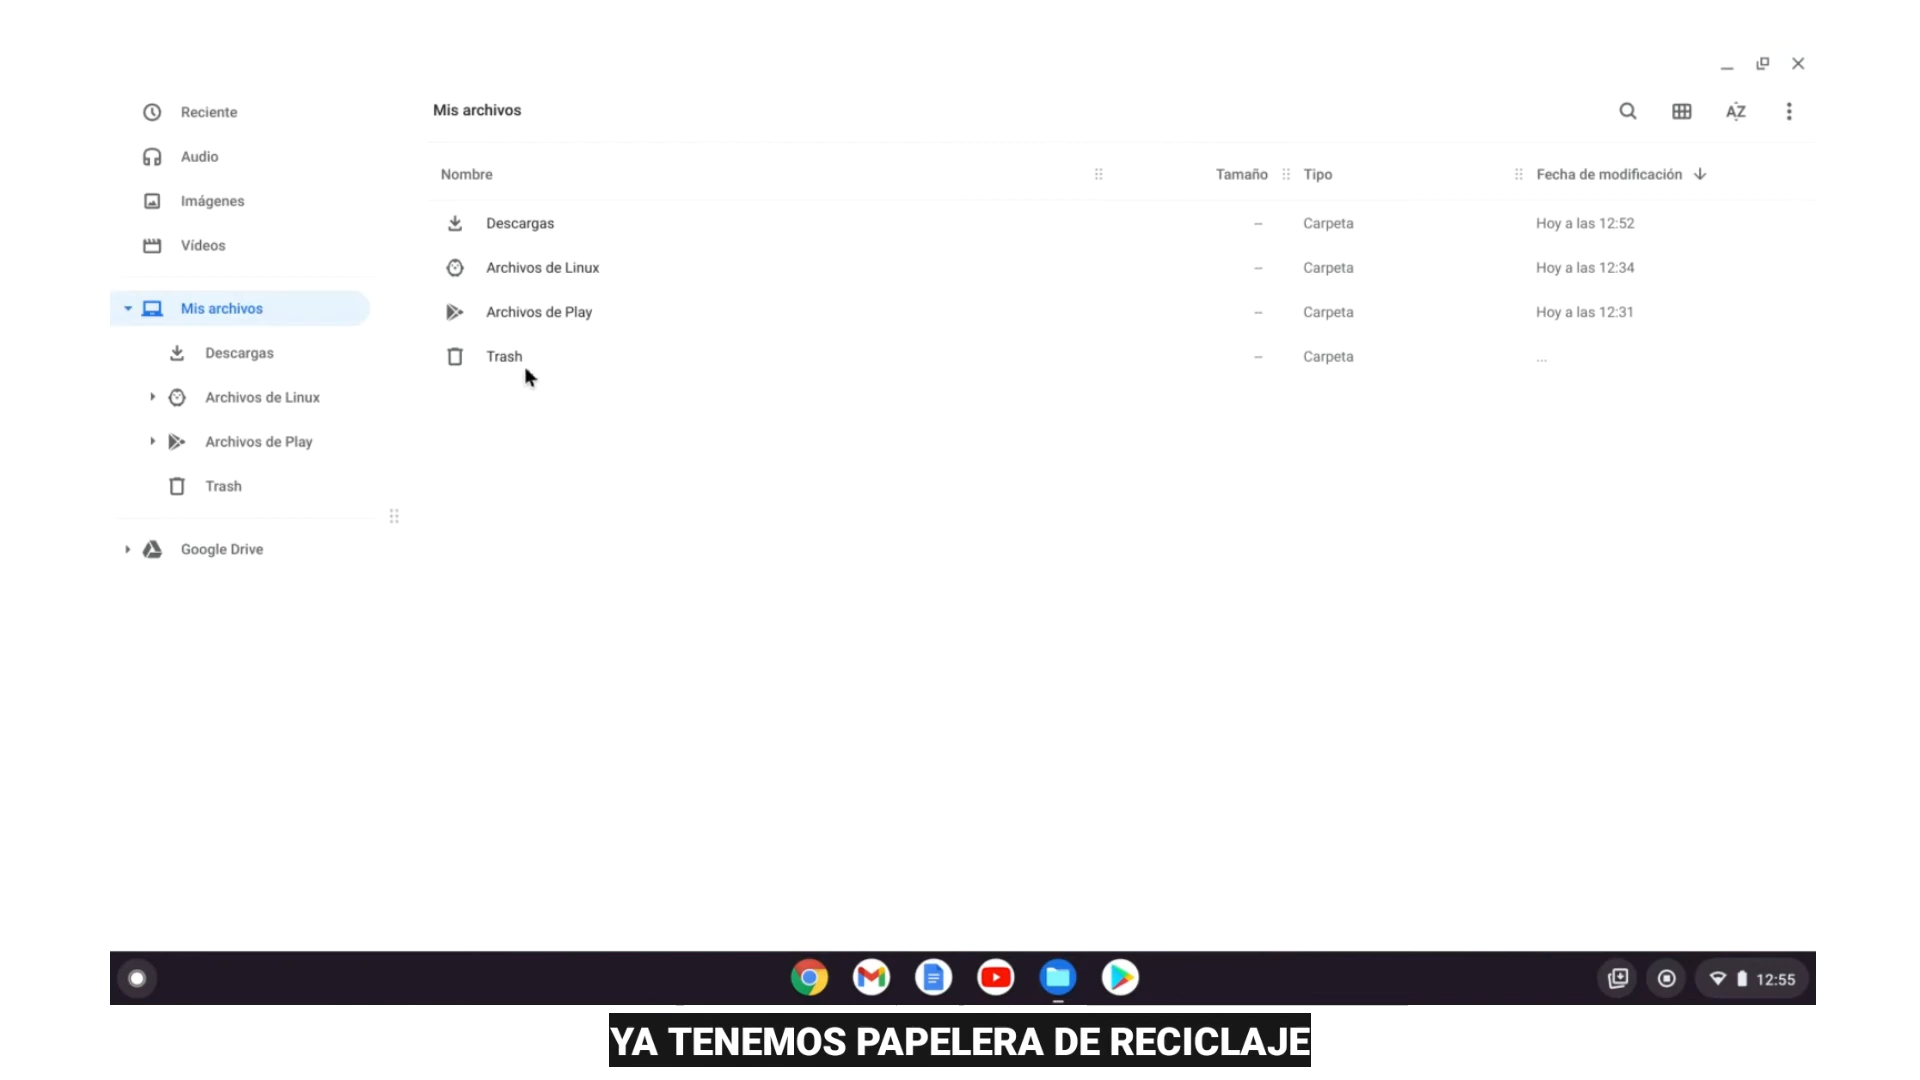 Reciente
Audio
Imágenes
Vídeos
Mis archivos
Descargas
Archivos de Linux
Archivos de Play
Trash
Google Drive
Mis archivos
AZ
Nombre Tamaño Tipo Fecha de modificación
Descargas – Carpeta Hoy a las 12:52
Archivos de Linux – Carpeta Hoy a las 12:34
Archivos de Play – Carpeta Hoy a las 12:31
Trash – Carpeta ...
12:55
YA TENEMOS PAPELERA DE RECICLAJE